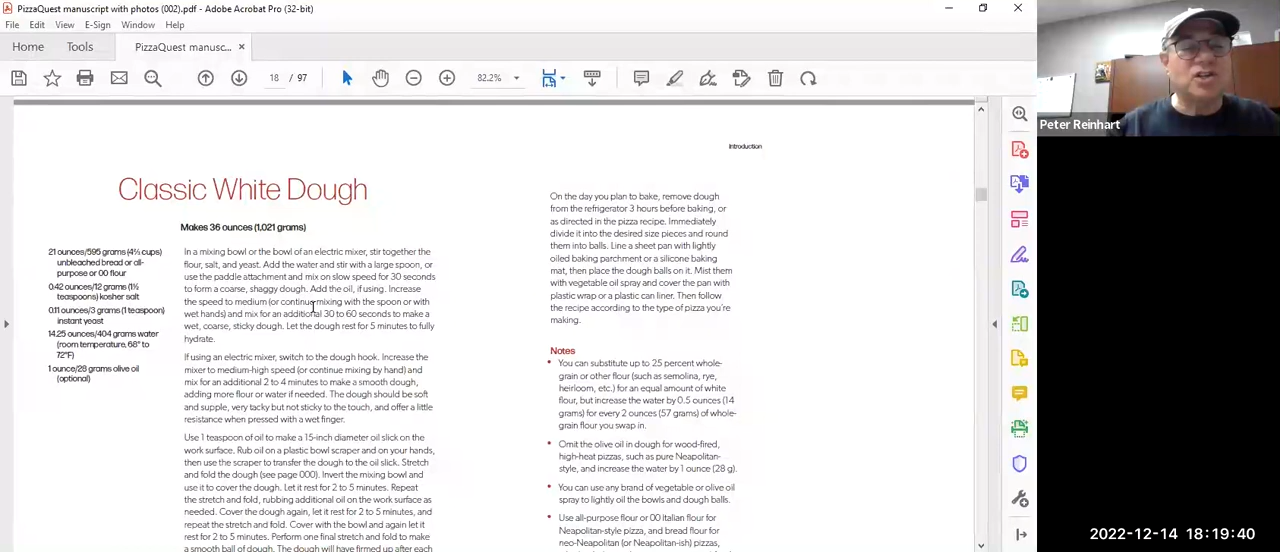 PizzaQuest manuscript with photos (002).pdf - Adobe Acrobat Pro (32-bit)
File Edit View E-Sign Window Help
Home Tools PizzaQuest manusc... ×
18 / 97 82.2%
Peter Reinhart
Introduction
Classic White Dough
Makes 36 ounces (1,021 grams)
21 ounces/595 grams (4⅔ cups)
unbleached bread or all-
purpose or 00 flour
0.42 ounces/12 grams (1½
teaspoons) kosher salt
0.11 ounces/3 grams (1 teaspoon)
instant yeast
14.25 ounces/404 grams water
(room temperature, 68° to
72°F)
1 ounce/28 grams olive oil
(optional)
In a mixing bowl or the bowl of an electric mixer, stir together the
flour, salt, and yeast. Add the water and stir with a large spoon, or
use the paddle attachment and mix on slow speed for 30 seconds
to form a coarse, shaggy dough. Add the oil, if using. Increase
the speed to medium (or continue mixing with the spoon or with
wet hands) and mix for an additional 30 to 60 seconds to make a
wet, coarse, sticky dough. Let the dough rest for 5 minutes to fully
hydrate.
If using an electric mixer, switch to the dough hook. Increase the
mixer to medium-high speed (or continue mixing by hand) and
mix for an additional 2 to 4 minutes to make a smooth dough,
adding more flour or water if needed. The dough should be soft
and supple, very tacky but not sticky to the touch, and offer a little
resistance when pressed with a wet finger.
Use 1 teaspoon of oil to make a 15-inch diameter oil slick on the
work surface. Rub oil on a plastic bowl scraper and on your hands,
then use the scraper to transfer the dough to the oil slick. Stretch
and fold the dough (see page 000). Invert the mixing bowl and
use it to cover the dough. Let it rest for 2 to 5 minutes. Repeat
the stretch and fold, rubbing additional oil on the work surface as
needed. Cover the dough again, let it rest for 2 to 5 minutes, and
repeat the stretch and fold. Cover with the bowl and again let it
rest for 2 to 5 minutes. Perform one final stretch and fold to make
a smooth ball of dough. The dough will have firmed up after each
On the day you plan to bake, remove dough
from the refrigerator 3 hours before baking, or
as directed in the pizza recipe. Immediately
divide it into the desired size pieces and round
them into balls. Line a sheet pan with lightly
oiled baking parchment or a silicone baking
mat, then place the dough balls on it. Mist them
with vegetable oil spray and cover the pan with
plastic wrap or a plastic can liner. Then follow
the recipe according to the type of pizza you're
making.
Notes
• You can substitute up to 25 percent whole-
grain or other flour (such as semolina, rye,
heirloom, etc.) for an equal amount of white
flour, but increase the water by 0.5 ounces (14
grams) for every 2 ounces (57 grams) of whole-
grain flour you swap in.
• Omit the olive oil in dough for wood-fired,
high-heat pizzas, such as pure Neapolitan-
style, and increase the water by 1 ounce (28 g).
• You can use any brand of vegetable or olive oil
spray to lightly oil the bowls and dough balls.
• Use all-purpose flour or 00 Italian flour for
Neapolitan-style pizza, and bread flour for
neo-Neapolitan (or Neapolitan-ish) pizzas,
2022-12-14 18:19:40